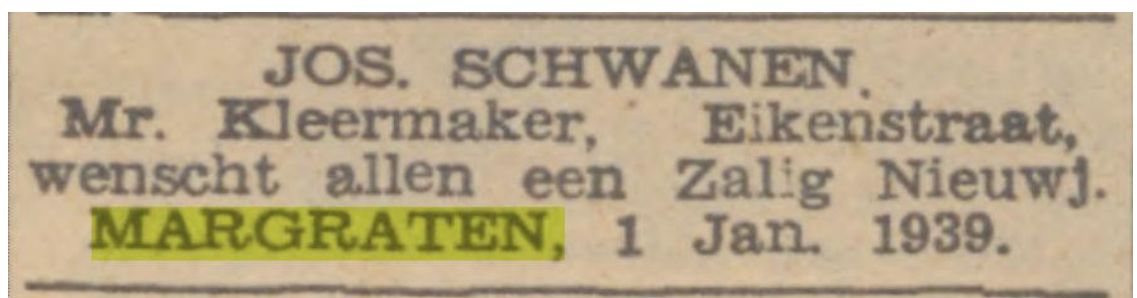 JOS. SCHWANEN.
Mr. Kleermaker, Eikenstraat,
wenscht allen een Zalig Nieuwj.
MARGRATEN, 1 Jan. 1939.